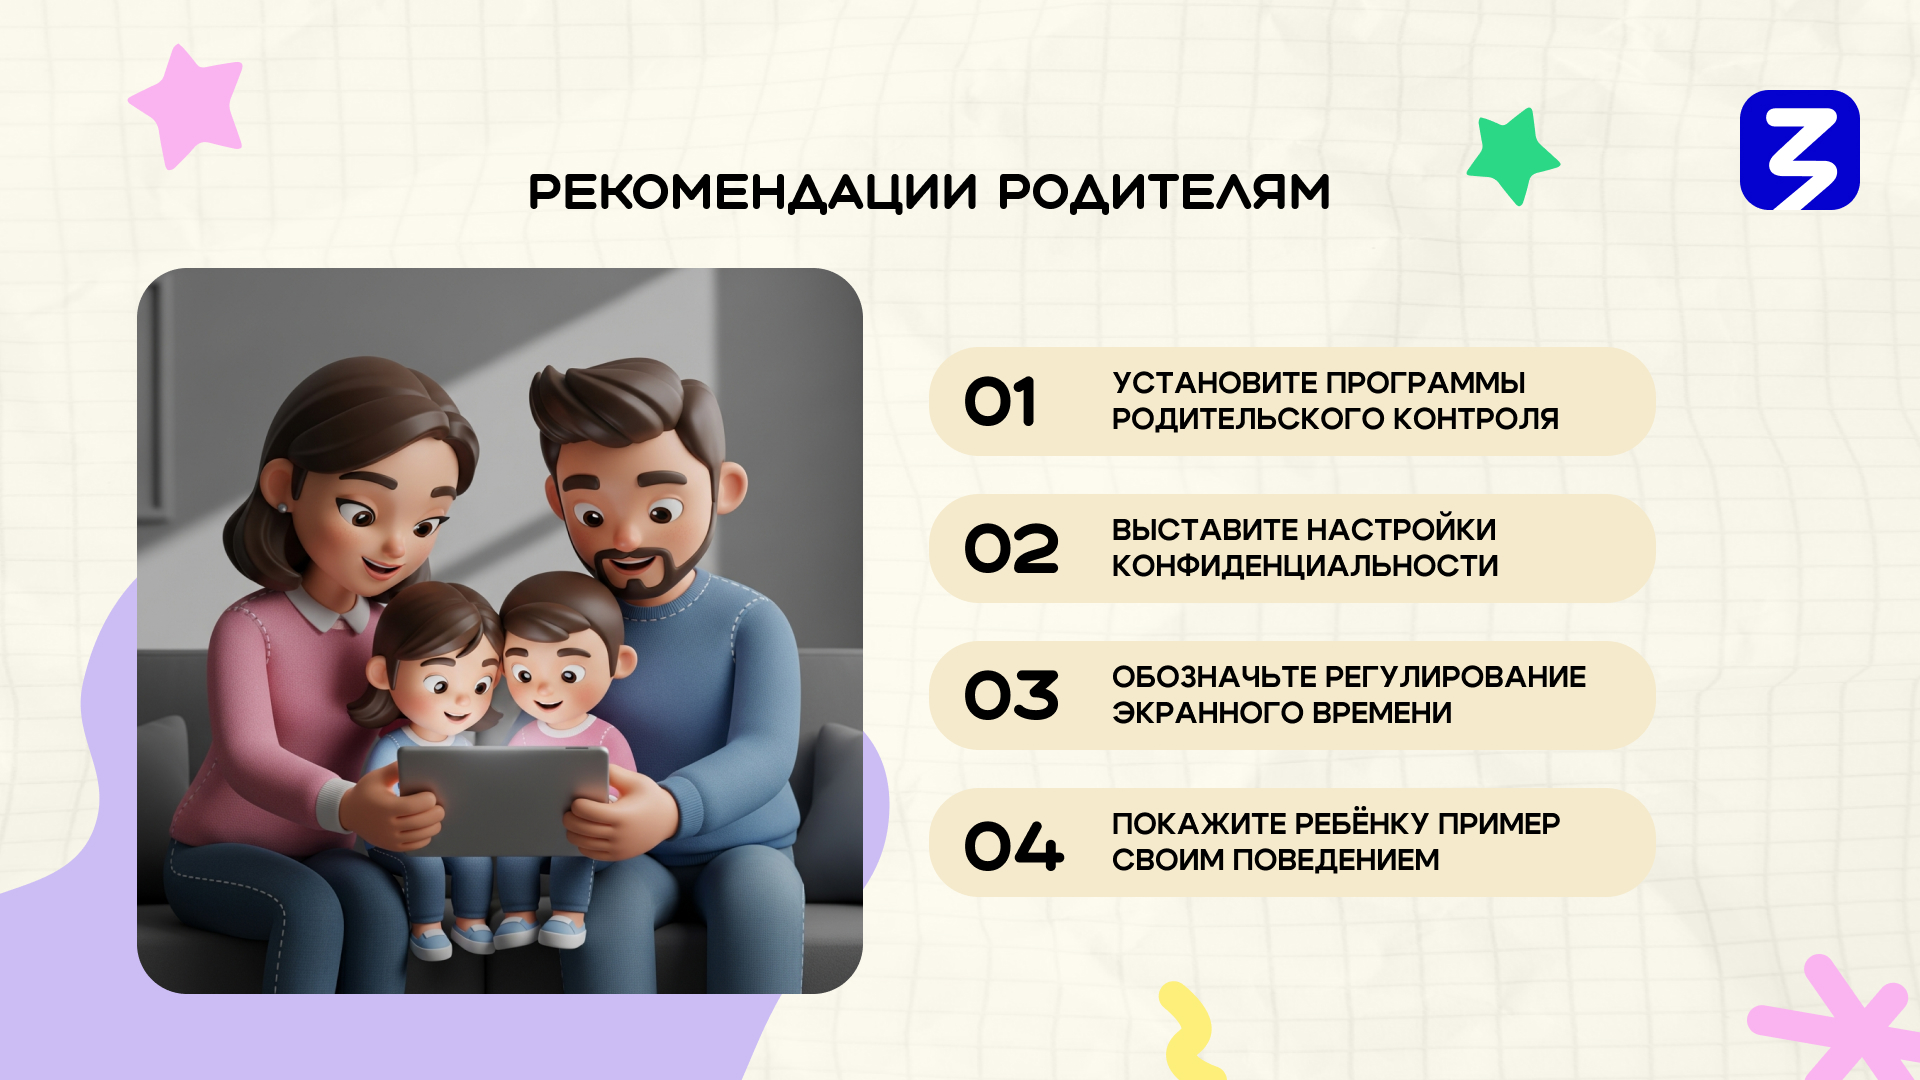 РЕКОМЕНДАЦИИ РОДИТЕЛЯМ
01
УСТАНОВИТЕ ПРОГРАММЫ
РОДИТЕЛЬСКОГО КОНТРОЛЯ
02
ВЫСТАВИТЕ НАСТРОЙКИ
КОНФИДЕНЦИАЛЬНОСТИ
03
ОБОЗНАЧЬТЕ РЕГУЛИРОВАНИЕ
ЭКРАННОГО ВРЕМЕНИ
04
ПОКАЖИТЕ РЕБЁНКУ ПРИМЕР
СВОИМ ПОВЕДЕНИЕМ